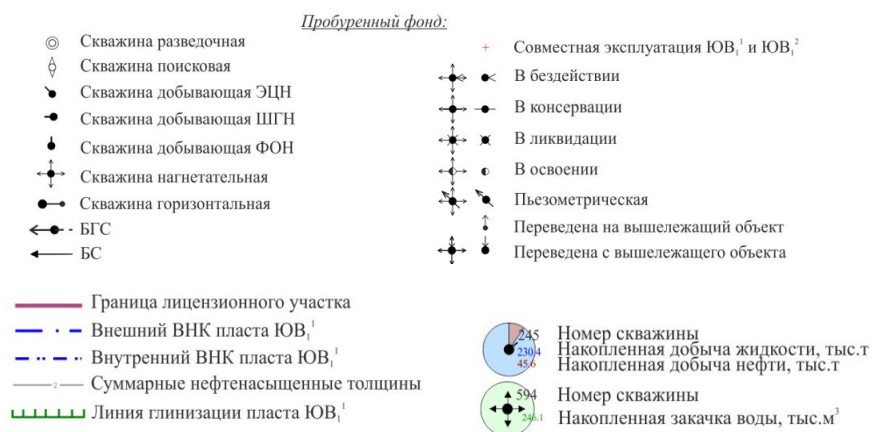 Пробуренный фонд:
Скважина разведочная
Скважина поисковая
Скважина добывающая ЭЦН
Скважина добывающая ШГН
Скважина добывающая ФОН
Скважина нагнетательная
Скважина горизонтальная
БГС
БС
Совместная эксплуатация ЮВ₁¹ и ЮВ₁²
В бездействии
В консервации
В ликвидации
В освоении
Пьезометрическая
Переведена на вышележащий объект
Переведена с вышележащего объекта
Граница лицензионного участка
Внешний ВНК пласта ЮВ₁¹
Внутренний ВНК пласта ЮВ₁¹
2 Суммарные нефтенасыщенные толщины
Линия глинизации пласта ЮВ₁¹
245 Номер скважины
230.4 Накопленная добыча жидкости, тыс.т
45.6 Накопленная добыча нефти, тыс.т
594 Номер скважины
246.1 Накопленная закачка воды, тыс.м³